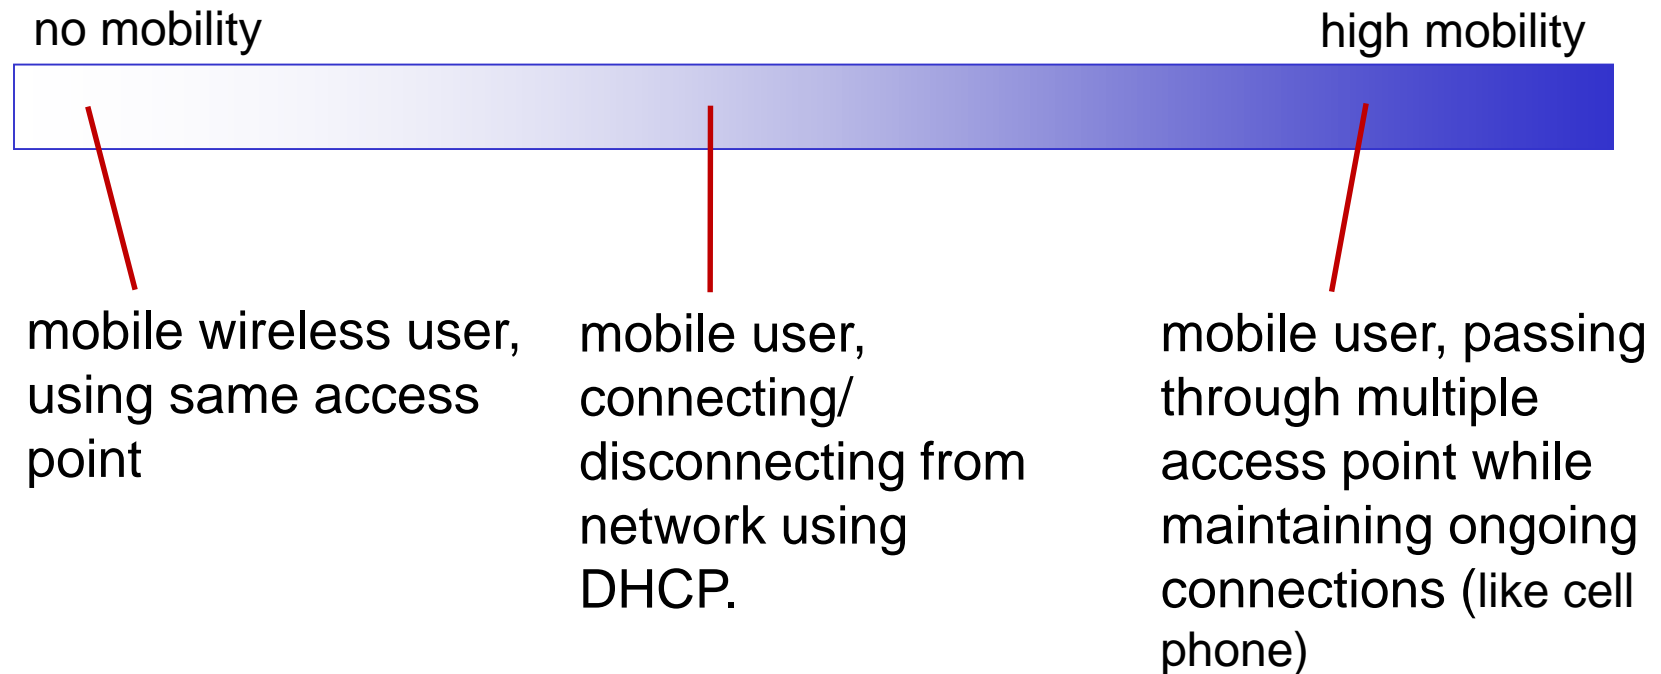 no mobility
high mobility
mobile wireless user,
using same access
point
mobile user,
connecting/
disconnecting from
network using
DHCP.
mobile user, passing
through multiple
access point while
maintaining ongoing
connections (like cell
phone)